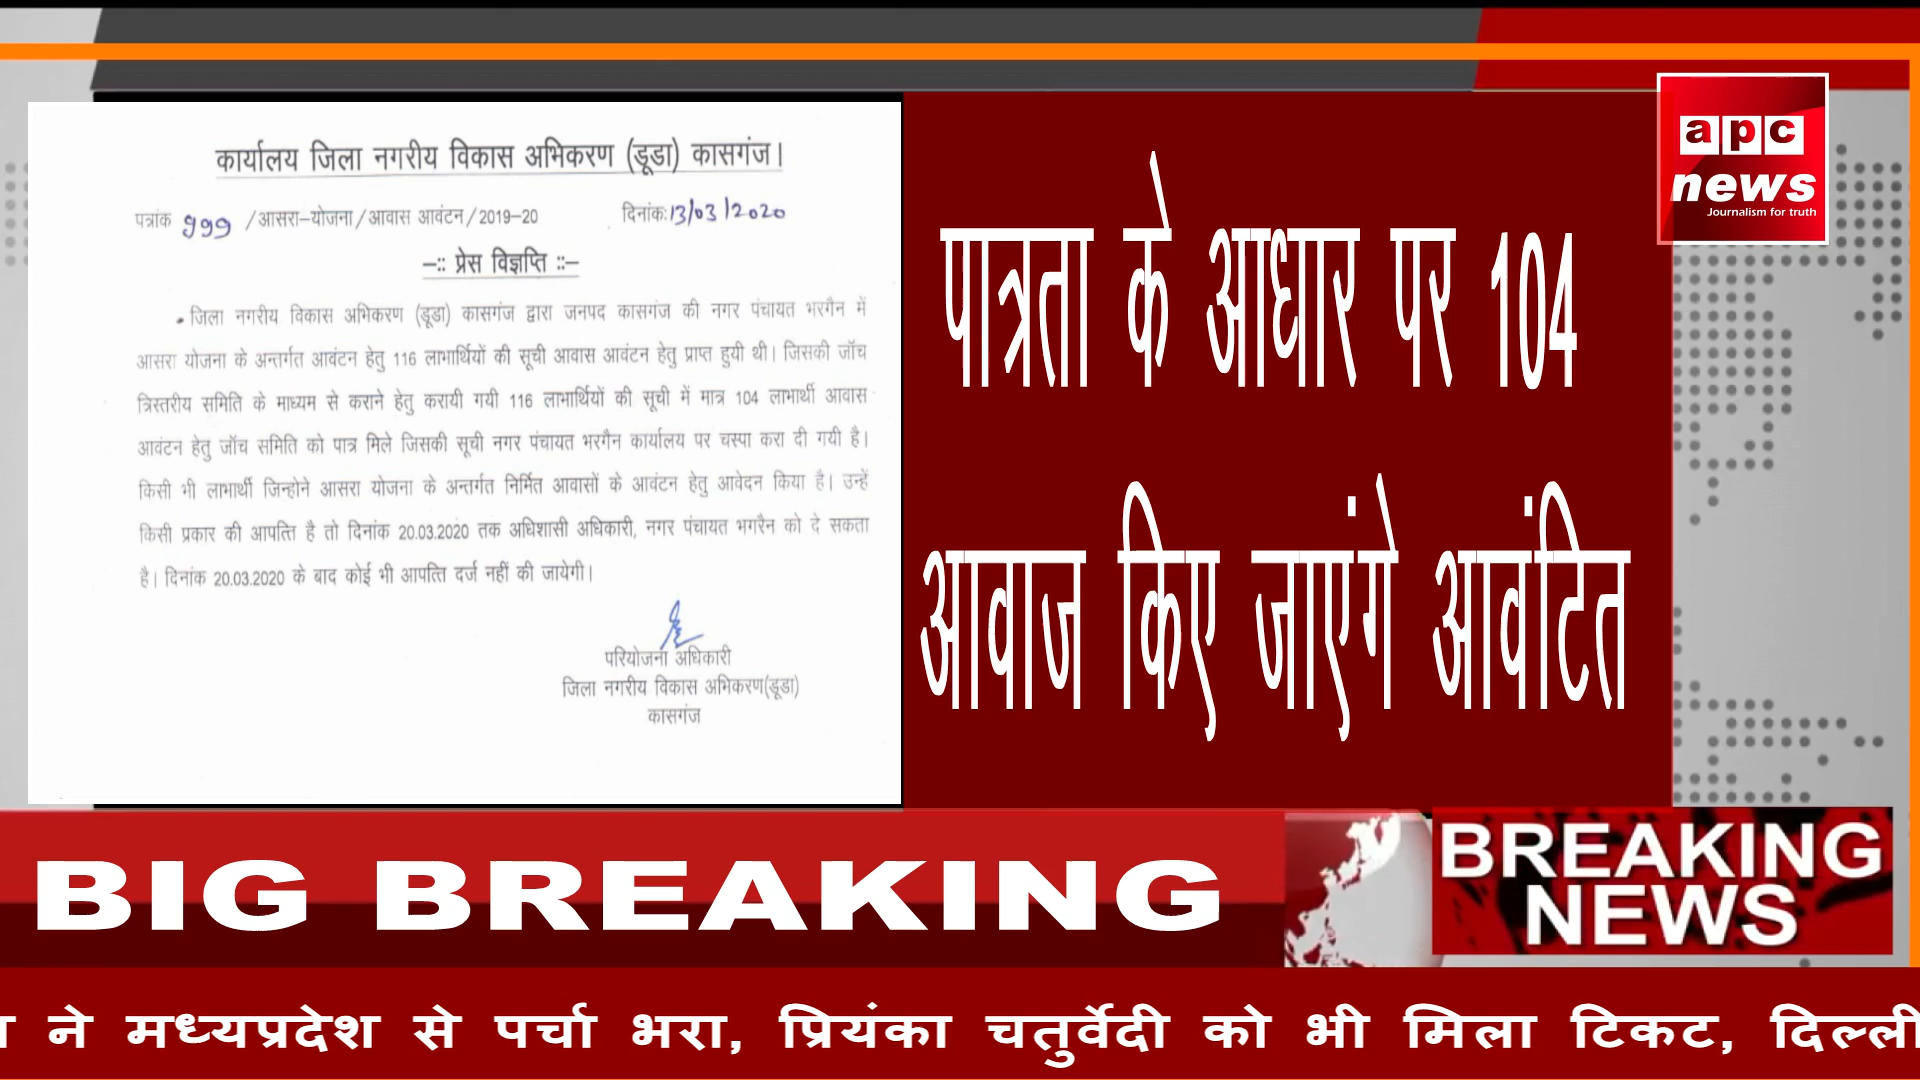 कार्यालय जिला नगरीय विकास अभिकरण (डूडा) कासगंज।
पत्रांक 999 /आसरा–योजना/आवास आवंटन/2019–20 दिनांक:13/03/2020
–:: प्रेस विज्ञप्ति ::–
जिला नगरीय विकास अभिकरण (डूडा) कासगंज द्वारा जनपद कासगंज की नगर पंचायत भरगैन में
आसरा योजना के अन्तर्गत आवंटन हेतु 116 लाभार्थियों की सूची आवास आवंटन हेतु प्राप्त हुयी थी। जिसकी जॉच
त्रिस्तरीय समिति के माध्यम से कराने हेतु करायी गयी 116 लाभार्थियों की सूची में मात्र 104 लाभार्थी आवास
आवंटन हेतु जॉच समिति को पात्र मिले जिसकी सूची नगर पंचायत भरगैन कार्यालय पर चस्पा करा दी गयी है।
किसी भी लाभार्थी जिन्होने आसरा योजना के अन्तर्गत निर्मित आवासों के आवंटन हेतु आवेदन किया है। उन्हें
किसी प्रकार की आपत्ति है तो दिनांक 20.03.2020 तक अधिशासी अधिकारी, नगर पंचायत भगरैन को दे सकता
है। दिनांक 20.03.2020 के बाद कोई भी आपत्ति दर्ज नहीं की जायेगी।
परियोजना अधिकारी
जिला नगरीय विकास अभिकरण(डूडा)
कासगंज
apc
news
Journalism for truth
पात्रता के आधार पर 104
आवाज किए जाएंगे आवंटित
BIG BREAKING
BREAKING
NEWS
ने मध्यप्रदेश से पर्चा भरा, प्रियंका चतुर्वेदी को भी मिला टिकट, दिल्ली